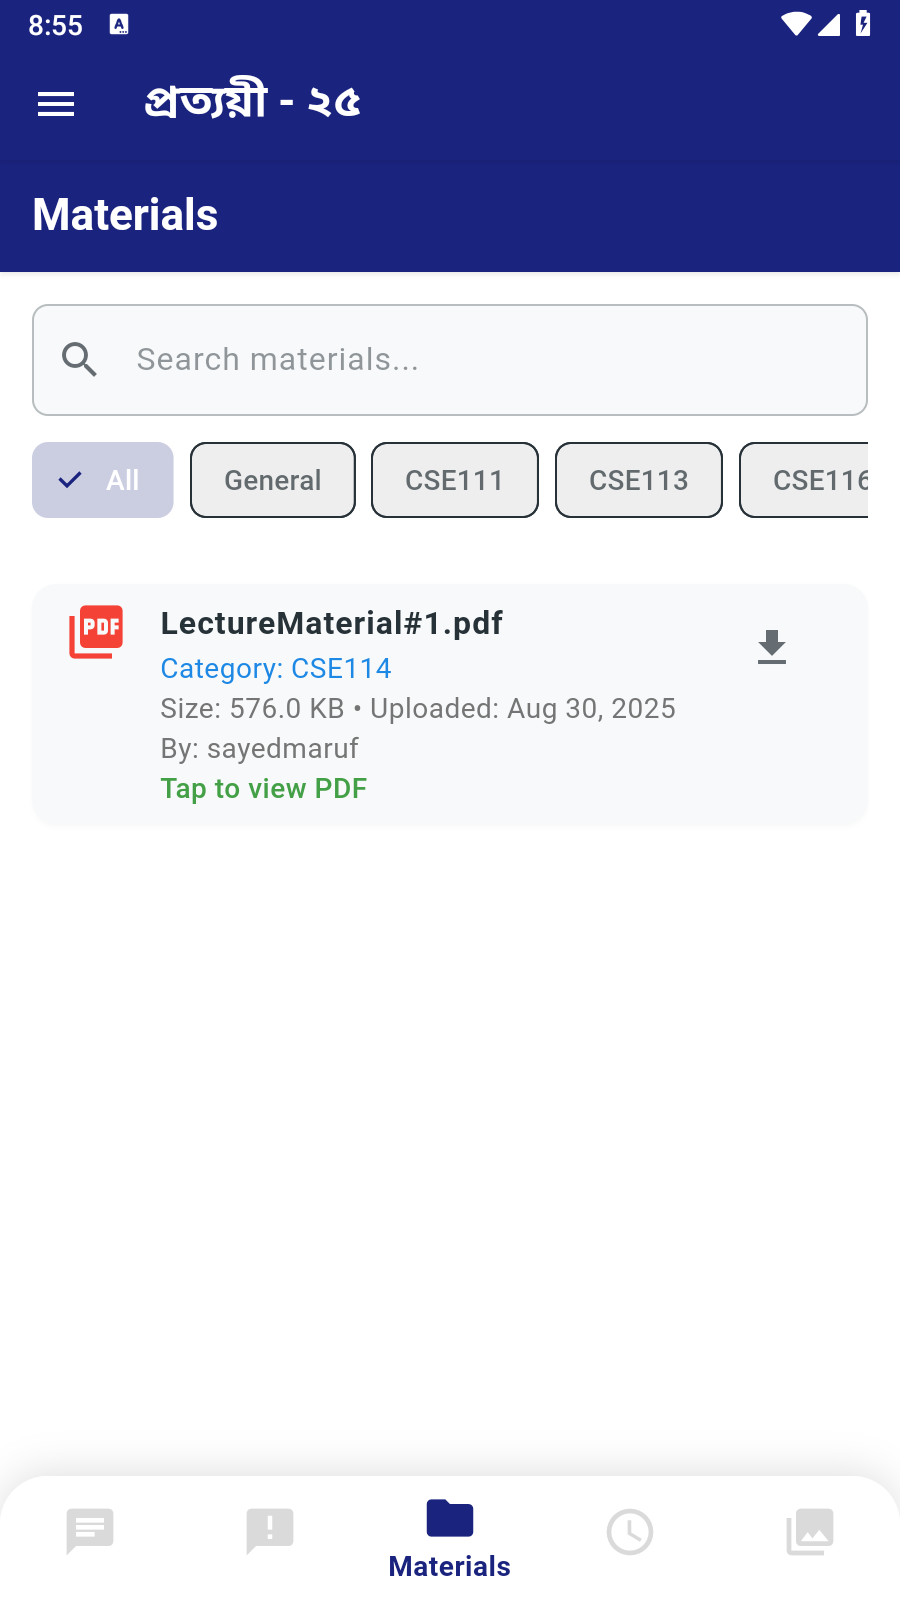 8:55
প্রত্যয়ী - ২৫
Materials
Search materials...
All General CSE111 CSE113 CSE116
PDF
LectureMaterial#1.pdf
Category: CSE114
Size: 576.0 KB • Uploaded: Aug 30, 2025
By: sayedmaruf
Tap to view PDF
Materials